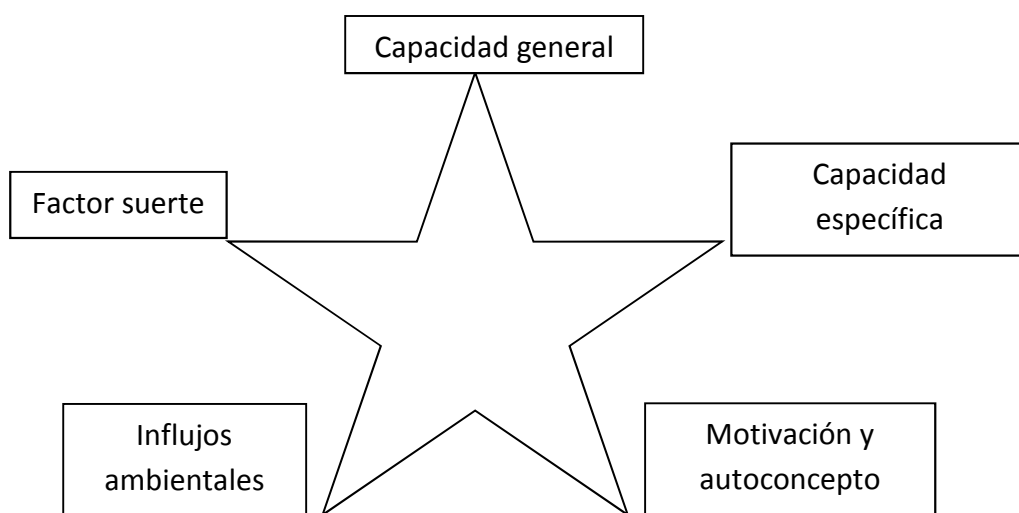 Capacidad general
Factor suerte
Capacidad
específica
Influjos
ambientales
Motivación y
autoconcepto